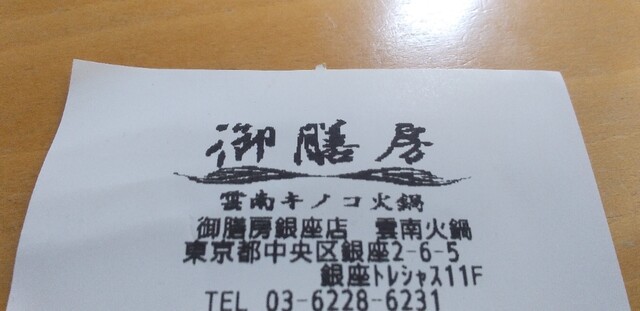 御膳房
雲南キノコ火鍋
御膳房銀座店　雲南火鍋
東京都中央区銀座2-6-5
銀座トレシャス11F
TEL 03-6228-6231